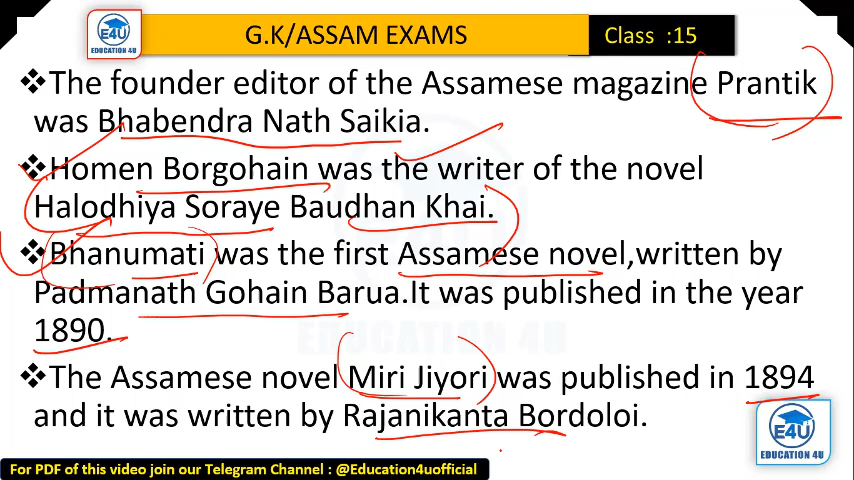 E4U
EDUCATION 4U
G.K/ASSAM EXAMS
Class :15
❖The founder editor of the Assamese magazine Prantik
was Bhabendra Nath Saikia.
❖Homen Borgohain was the writer of the novel
Halodhiya Soraye Baudhan Khai.
❖Bhanumati was the first Assamese novel,written by
Padmanath Gohain Barua.It was published in the year
1890.
EDUCATION 4U
❖The Assamese novel Miri Jiyori was published in 1894
and it was written by Rajanikanta Bordoloi.
E4U
EDUCATION 4U
For PDF of this video join our Telegram Channel : @Education4uofficial